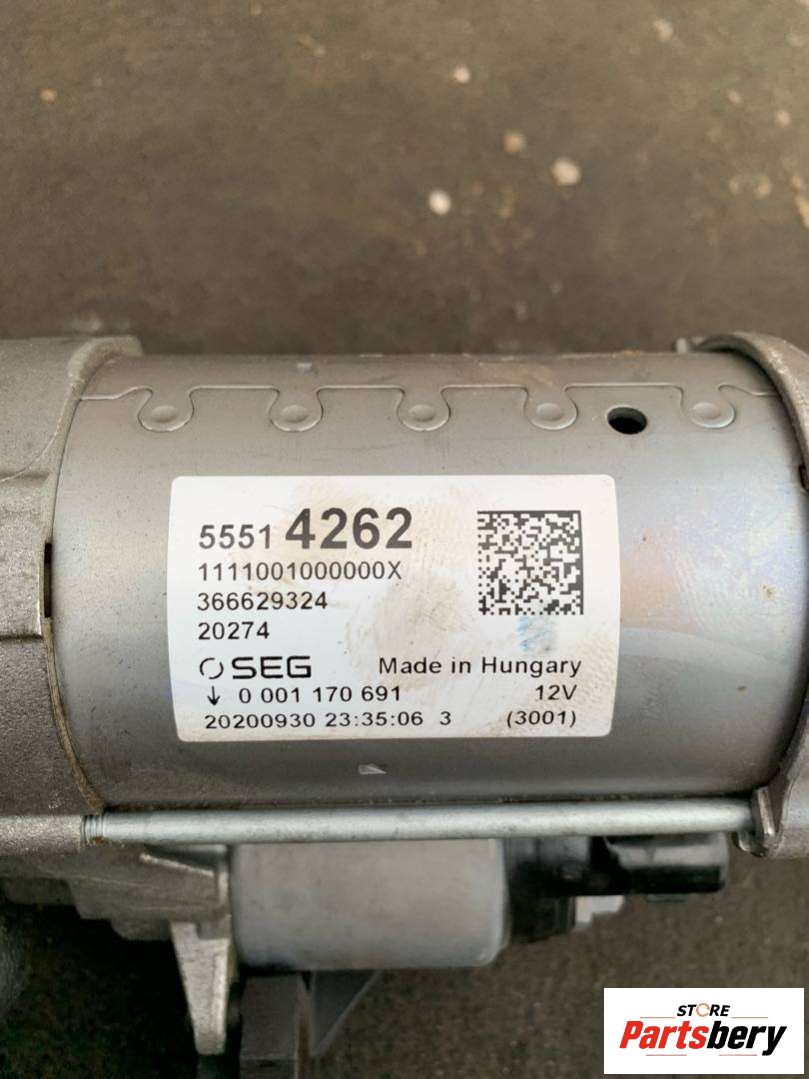 5551 4262
1111001000000X
366629324
20274
SEG Made in Hungary
↓ 0 001 170 691 12V
20200930 23:35:06 3 (3001)
STORE
Partsbery